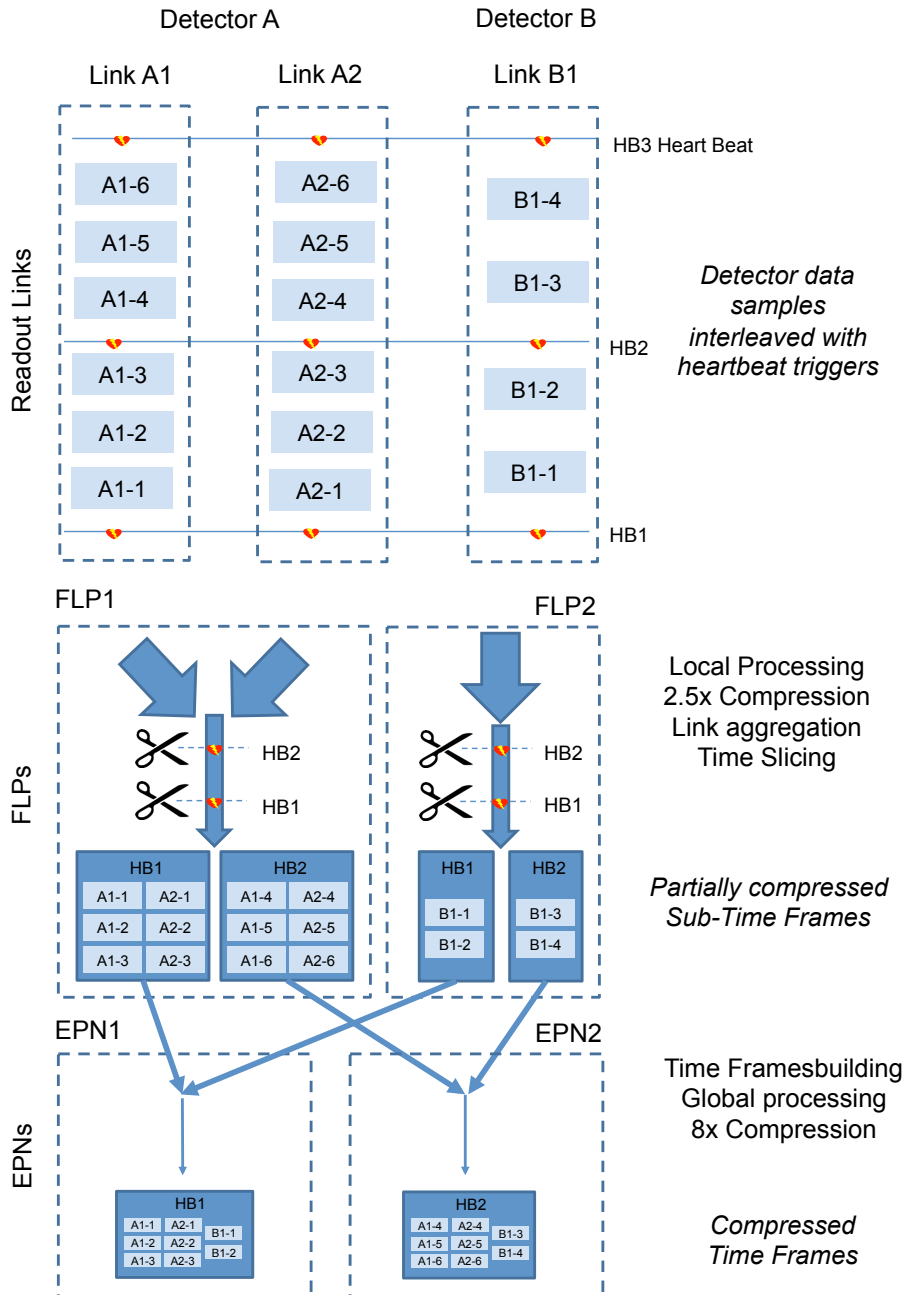 Detector A
Detector B
Link A1
Link A2
Link B1
HB3 Heart Beat
A1-6
A2-6
B1-4
A1-5
A2-5
B1-3
A1-4
A2-4
Readout Links
Detector data
samples
interleaved with
heartbeat triggers
HB2
A1-3
A2-3
B1-2
A1-2
A2-2
B1-1
A1-1
A2-1
HB1
FLP1
FLP2
FLPs
HB2
HB1
HB2
HB1
Local Processing
2.5x Compression
Link aggregation
Time Slicing
HB1
A1-1 A2-1
A1-2 A2-2
A1-3 A2-3
HB2
A1-4 A2-4
A1-5 A2-5
A1-6 A2-6
HB1
B1-1
B1-2
HB2
B1-3
B1-4
Partially compressed
Sub-Time Frames
EPN1
EPN2
EPNs
Time Framesbuilding
Global processing
8x Compression
HB1
A1-1 A2-1 B1-1
A1-2 A2-2 B1-2
A1-3 A2-3
HB2
A1-4 A2-4 B1-3
A1-5 A2-5 B1-4
A1-6 A2-6
Compressed
Time Frames